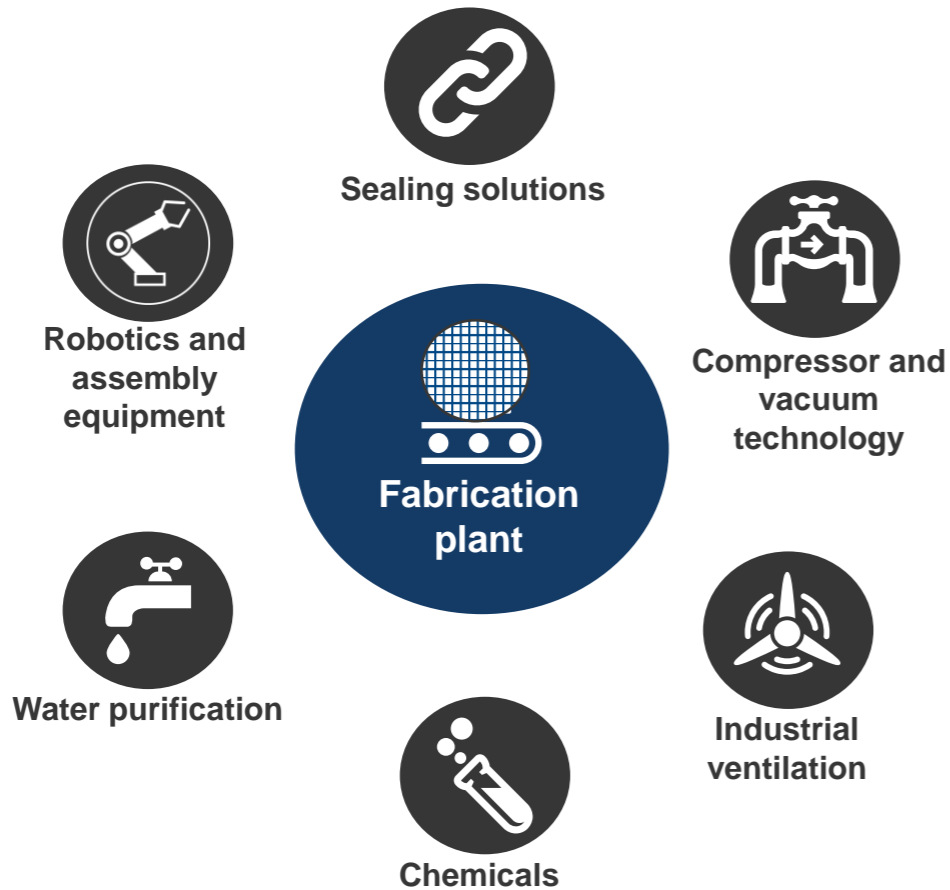 Sealing solutions
Robotics and
assembly
equipment
Compressor and
vacuum
technology
Fabrication
plant
Water purification
Industrial
ventilation
Chemicals